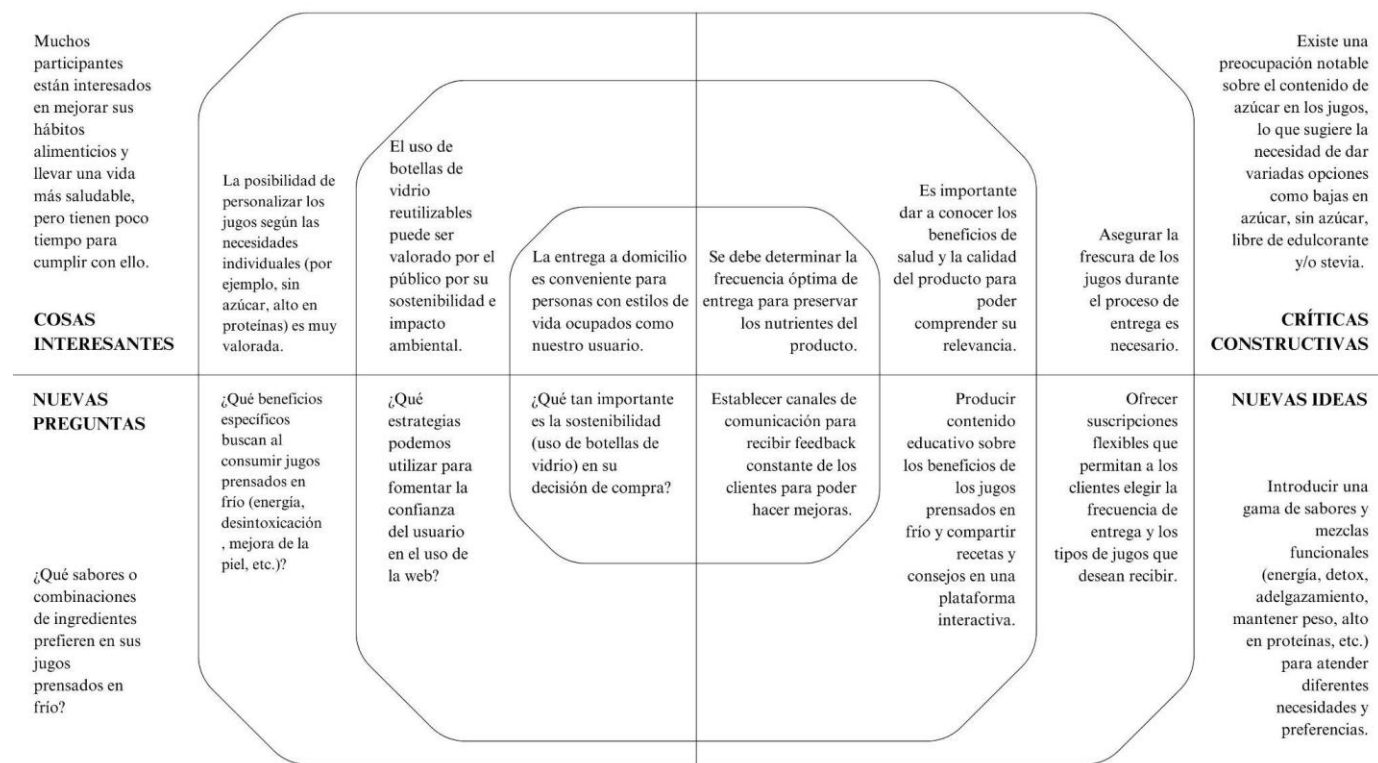 Muchos
participantes
están interesados
en mejorar sus
hábitos
alimenticios y
llevar una vida
más saludable,
pero tienen poco
tiempo para
cumplir con ello.
COSAS
INTERESANTES
La posibilidad de
personalizar los
jugos según las
necesidades
individuales (por
ejemplo, sin
azúcar, alto en
proteínas) es muy
valorada.
El uso de
botellas de
vidrio
reutilizables
puede ser
valorado por el
público por su
sostenibilidad e
impacto
ambiental.
La entrega a domicilio
es conveniente para
personas con estilos de
vida ocupados como
nuestro usuario.
Se debe determinar la
frecuencia óptima de
entrega para preservar
los nutrientes del
producto.
Es importante
dar a conocer los
beneficios de
salud y la calidad
del producto para
poder
comprender su
relevancia.
Asegurar la
frescura de los
jugos durante
el proceso de
entrega es
necesario.
Existe una
preocupación notable
sobre el contenido de
azúcar en los jugos,
lo que sugiere la
necesidad de dar
variadas opciones
como bajas en
azúcar, sin azúcar,
libre de edulcorante
y/o stevia.
CRÍTICAS
CONSTRUCTIVAS
NUEVAS
PREGUNTAS
¿Qué sabores o
combinaciones
de ingredientes
prefieren en sus
jugos
prensados en
frío?
¿Qué beneficios
específicos
buscan al
consumir jugos
prensados en
frío (energía,
desintoxicación
, mejora de la
piel, etc.)?
¿Qué
estrategias
podemos
utilizar para
fomentar la
confianza
del usuario
en el uso de
la web?
¿Qué tan importante
es la sostenibilidad
(uso de botellas de
vidrio) en su
decisión de compra?
Establecer canales de
comunicación para
recibir feedback
constante de los
clientes para poder
hacer mejoras.
Producir
contenido
educativo sobre
los beneficios de
los jugos
prensados en
frío y compartir
recetas y
consejos en una
plataforma
interactiva.
Ofrecer
suscripciones
flexibles que
permitan a los
clientes elegir la
frecuencia de
entrega y los
tipos de jugos que
desean recibir.
NUEVAS IDEAS
Introducir una
gama de sabores y
mezclas
funcionales
(energía, detox,
adelgazamiento,
mantener peso, alto
en proteínas, etc.)
para atender
diferentes
necesidades y
preferencias.